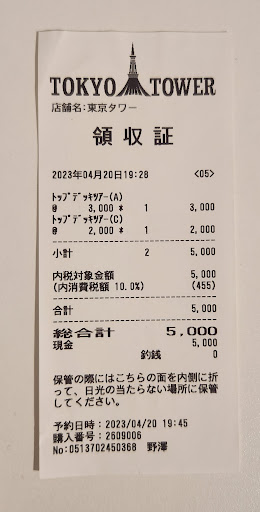 TOKYO TOWER
店舗名:東京タワー
領収証
2023年04月20日19:28 <05>
ﾄｯﾌﾟﾃﾞｯｷﾂｱｰ(A)
@ 3,000 * 1 3,000
ﾄｯﾌﾟﾃﾞｯｷﾂｱｰ(C)
@ 2,000 * 1 2,000
小計 2 5,000
内税対象金額 5,000
(内消費税額 10.0%) (455)
合計 5,000
総合計 5,000
現金 5,000
釣銭 0
保管の際にはこちらの面を内側に折
って、日光の当たらない場所に保管
してください。
予約日時:2023/04/20 19:45
購入番号:2609006
No:0513702450368 野澤